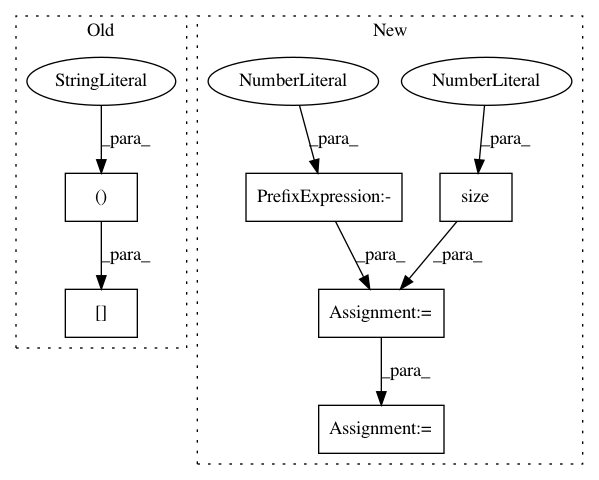 Old
New
StringLiteral
NumberLiteral
NumberLiteral
_para_
_para_
_para_
()
PrefixExpression:-
size
_para_
_para_
_para_
[]
Assignment:=
_para_
Assignment:=